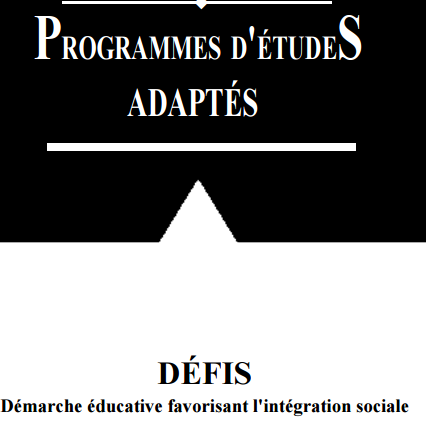 PROGRAMMES D'ÉTUDES
ADAPTÉS
DÉFIS
Démarche éducative favorisant l'intégration sociale